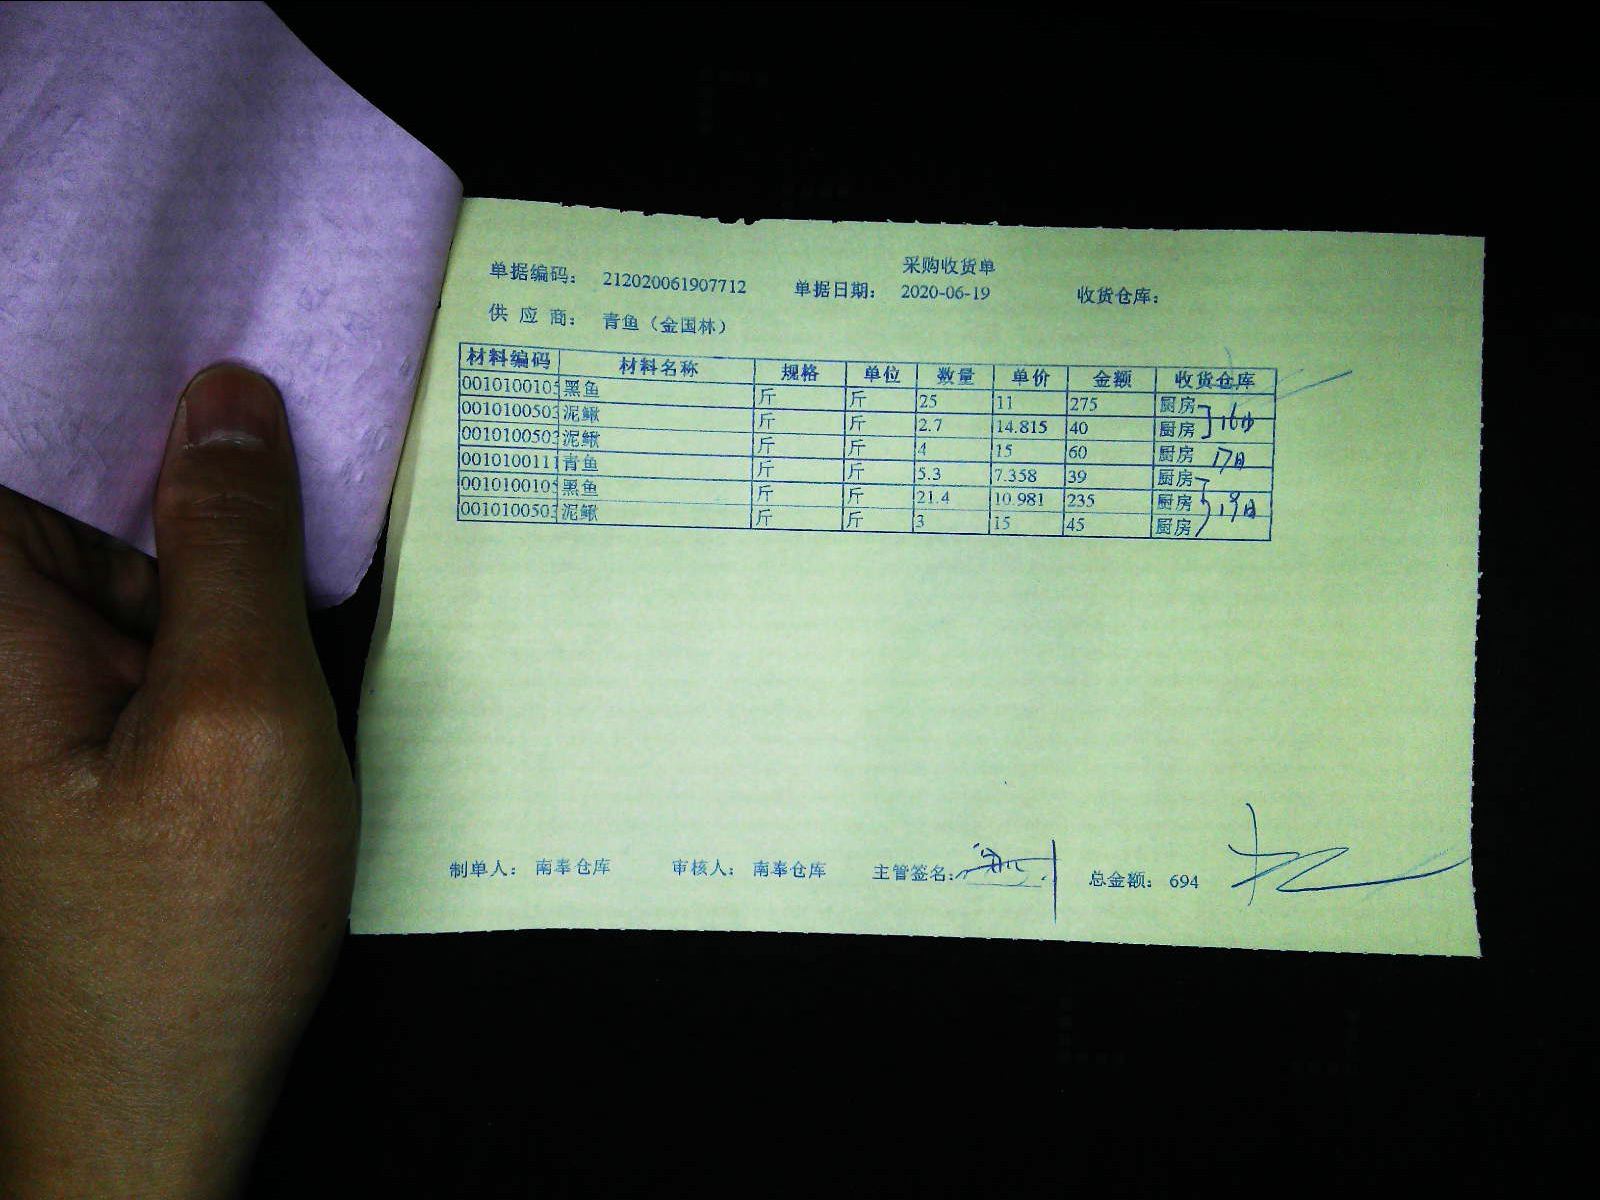 采购收货单
单据编码： 212020061907712 单据日期： 2020-06-19 收货仓库：
供 应 商： 青鱼（金国林）
材料编码 材料名称 规格 单位 数量 单价 金额 收货仓库
0010100105 黑鱼 斤 斤 25 11 275 厨房
0010100503 泥鳅 斤 斤 2.7 14.815 40 厨房 16日
0010100503 泥鳅 斤 斤 4 15 60 厨房 17日
0010100111 青鱼 斤 斤 5.3 7.358 39 厨房
0010100105 黑鱼 斤 斤 21.4 10.981 235 厨房 19日
0010100503 泥鳅 斤 斤 3 15 45 厨房
制单人： 南奉仓库 审核人： 南奉仓库 主管签名： 总金额： 694